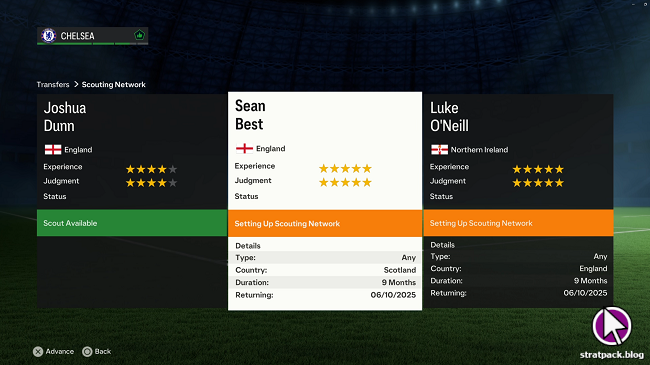 CHELSEA
Transfers > Scouting Network
Joshua
Dunn
England
Experience
Judgment
Status
Scout Available
Sean
Best
England
Experience
Judgment
Status
Setting Up Scouting Network
Details
Type: Any
Country: Scotland
Duration: 9 Months
Returning: 06/10/2025
Luke
O'Neill
Northern Ireland
Experience
Judgment
Status
Setting Up Scouting Network
Details
Type: Any
Country: England
Duration: 9 Months
Returning: 06/10/2025
Advance Back
stratpack.blog